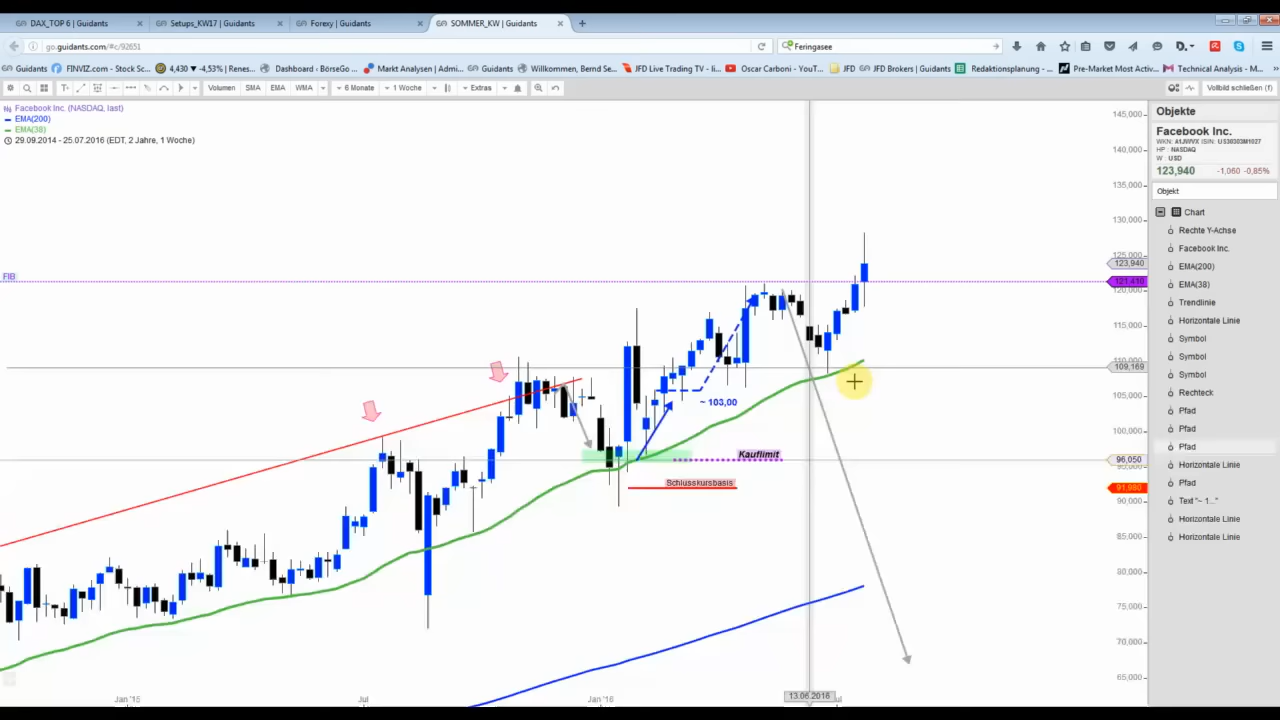 DAX_TOP 6 | Guidants
Setups_KW17 | Guidants
Forexy | Guidants
SOMMER_KW | Guidants
go.guidants.com/#c/92651
Feringasee
Guidants
FINVIZ.com - Stock Sc...
4,430 -4,53% | Renes...
Dashboard - BörseGo ...
Markt Analysen | Admi...
Guidants
Willkommen, Bernd Se...
JFD Live Trading TV - li...
Oscar Carboni - YouT...
JFD
JFD Brokers | Guidants
Redaktionsplanung - ...
Pre-Market Most Activ...
Technical Analysis - M...
Volumen
SMA
EMA
WMA
6 Monate
1 Woche
Extras
Vollbild schließen (f)
Facebook Inc. (NASDAQ, last)
EMA(200)
EMA(38)
29.09.2014 - 25.07.2016 (EDT, 2 Jahre, 1 Woche)
FIB
~ 103,00
Kauflimit
Schlusskursbasis
145,000
140,000
135,000
130,000
125,000
123,940
121,410
120,000
115,000
110,000
109,169
105,000
100,000
96,050
95,000
91,980
90,000
85,000
80,000
75,000
70,000
65,000
Jan '15
Jul
Jan '16
13.06.2016
Jul
Objekte
Facebook Inc.
WKN: A1JWVX ISIN: US30303M1027
HP : NASDAQ
W : USD
123,940
-1,060 -0,85%
Objekt
Chart
Rechte Y-Achse
Facebook Inc.
EMA(200)
EMA(38)
Trendlinie
Horizontale Linie
Symbol
Symbol
Symbol
Rechteck
Pfad
Pfad
Pfad
Horizontale Linie
Pfad
Text "~ 1..."
Horizontale Linie
Horizontale Linie